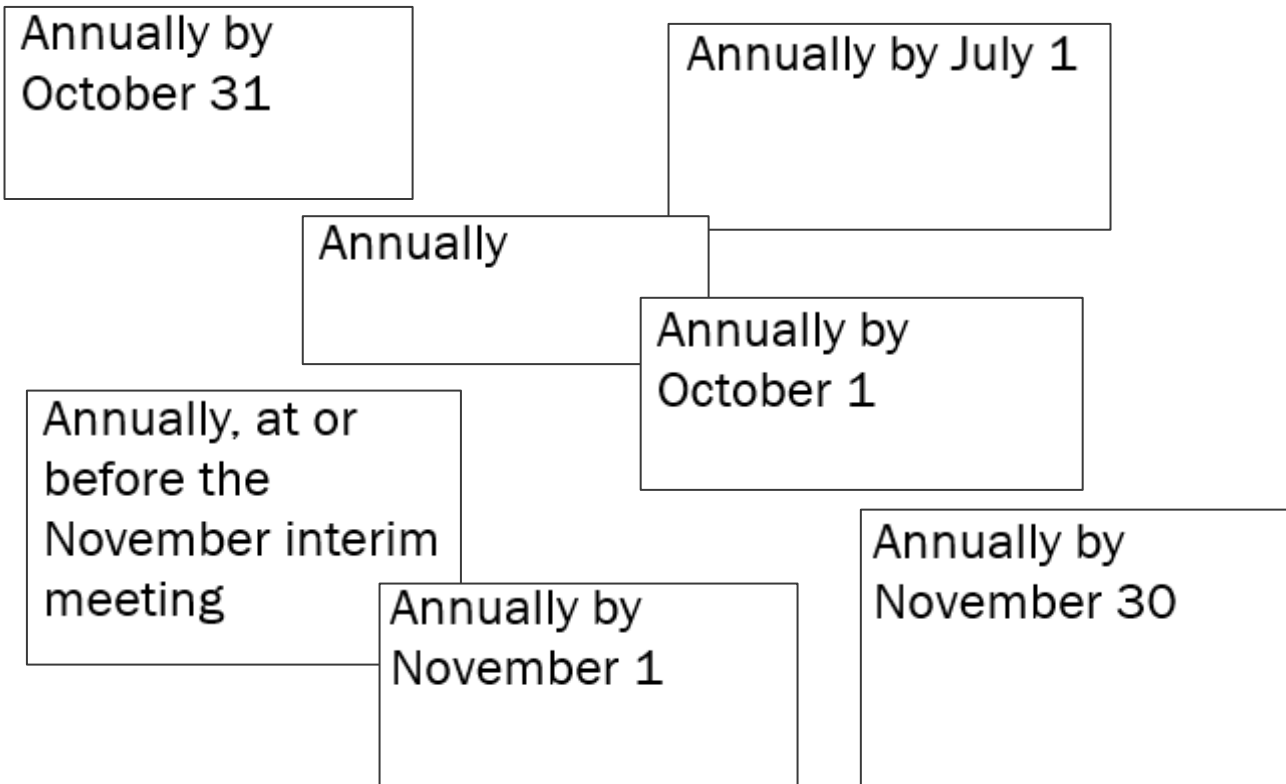 Annually by
October 31
Annually by July 1
Annually
Annually by
October 1
Annually, at or
before the
November interim
meeting
Annually by
November 1
Annually by
November 30